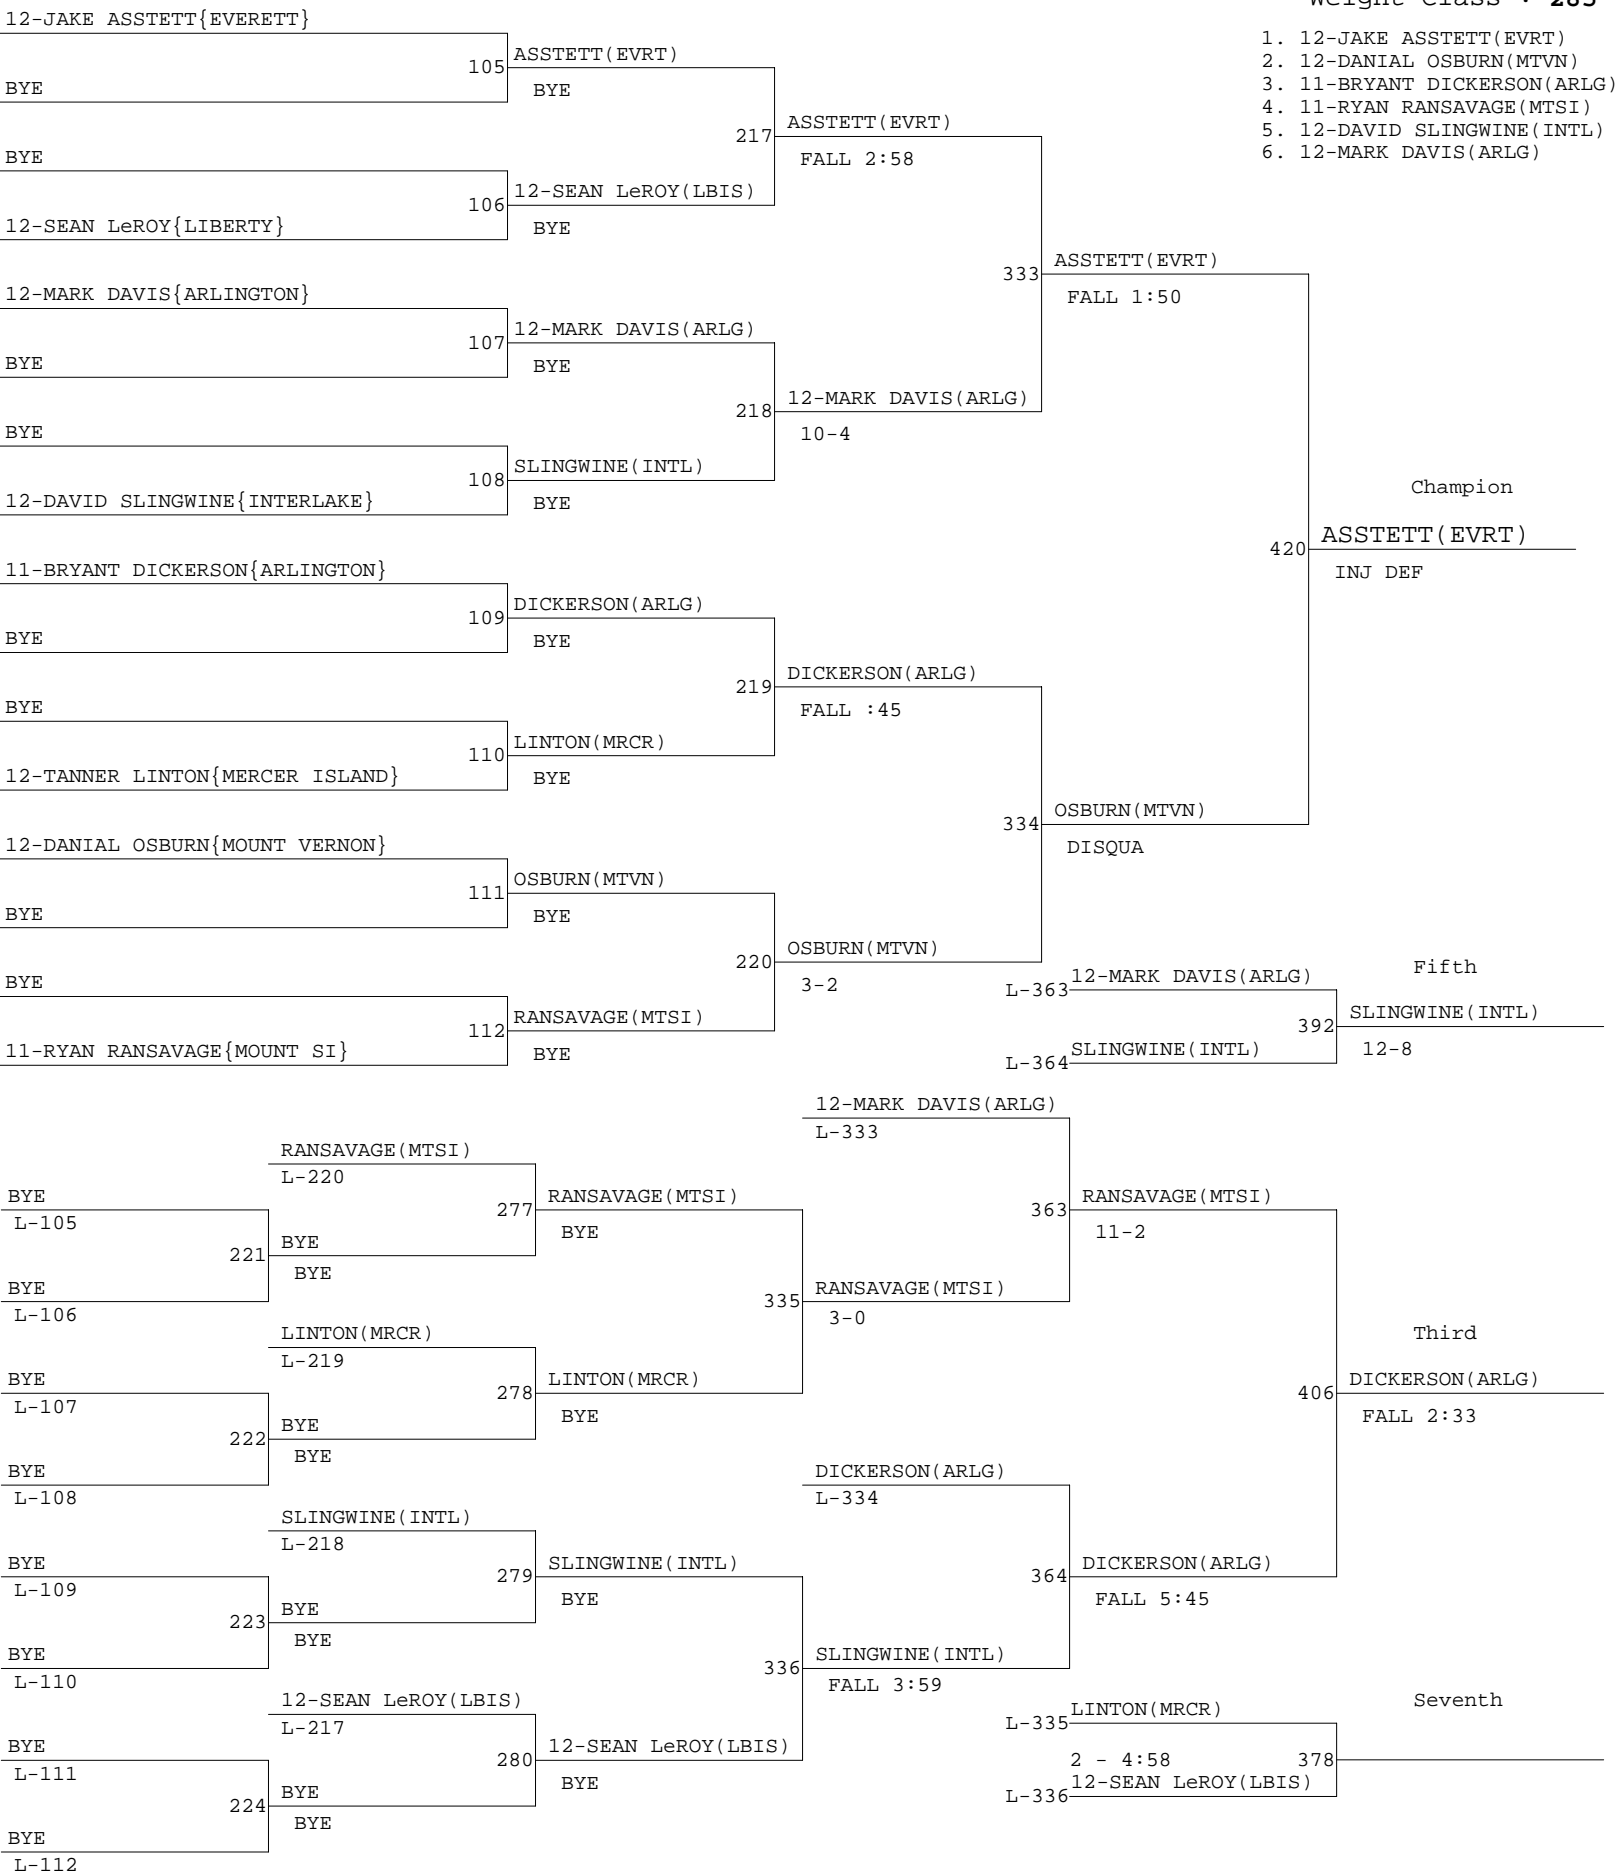 Weight Class : 285
1. 12-JAKE ASSTETT(EVRT)
2. 12-DANIAL OSBURN(MTVN)
3. 11-BRYANT DICKERSON(ARLG)
4. 11-RYAN RANSAVAGE(MTSI)
5. 12-DAVID SLINGWINE(INTL)
6. 12-MARK DAVIS(ARLG)
12-JAKE ASSTETT{EVERETT}
BYE
105
ASSTETT(EVRT)
BYE
BYE
12-SEAN LeROY{LIBERTY}
106
12-SEAN LeROY(LBIS)
BYE
217
ASSTETT(EVRT)
FALL 2:58
12-MARK DAVIS{ARLINGTON}
BYE
107
12-MARK DAVIS(ARLG)
BYE
BYE
12-DAVID SLINGWINE{INTERLAKE}
108
SLINGWINE(INTL)
BYE
218
12-MARK DAVIS(ARLG)
10-4
333
ASSTETT(EVRT)
FALL 1:50
11-BRYANT DICKERSON{ARLINGTON}
BYE
109
DICKERSON(ARLG)
BYE
BYE
12-TANNER LINTON{MERCER ISLAND}
110
LINTON(MRCR)
BYE
219
DICKERSON(ARLG)
FALL :45
12-DANIAL OSBURN{MOUNT VERNON}
BYE
111
OSBURN(MTVN)
BYE
BYE
11-RYAN RANSAVAGE{MOUNT SI}
112
RANSAVAGE(MTSI)
BYE
220
OSBURN(MTVN)
3-2
334
OSBURN(MTVN)
DISQUA
Champion
420
ASSTETT(EVRT)
INJ DEF
Fifth
L-363
12-MARK DAVIS(ARLG)
L-364
SLINGWINE(INTL)
392
SLINGWINE(INTL)
12-8
BYE
L-105
BYE
L-106
221
BYE
BYE
RANSAVAGE(MTSI)
L-220
277
RANSAVAGE(MTSI)
BYE
BYE
L-107
BYE
L-108
222
BYE
BYE
LINTON(MRCR)
L-219
278
LINTON(MRCR)
BYE
335
RANSAVAGE(MTSI)
3-0
12-MARK DAVIS(ARLG)
L-333
363
RANSAVAGE(MTSI)
11-2
BYE
L-109
BYE
L-110
223
BYE
BYE
SLINGWINE(INTL)
L-218
279
SLINGWINE(INTL)
BYE
BYE
L-111
BYE
L-112
224
BYE
BYE
12-SEAN LeROY(LBIS)
L-217
280
12-SEAN LeROY(LBIS)
BYE
336
SLINGWINE(INTL)
FALL 3:59
DICKERSON(ARLG)
L-334
364
DICKERSON(ARLG)
FALL 5:45
Third
406
DICKERSON(ARLG)
FALL 2:33
Seventh
L-335
LINTON(MRCR)
2 - 4:58
378
L-336
12-SEAN LeROY(LBIS)